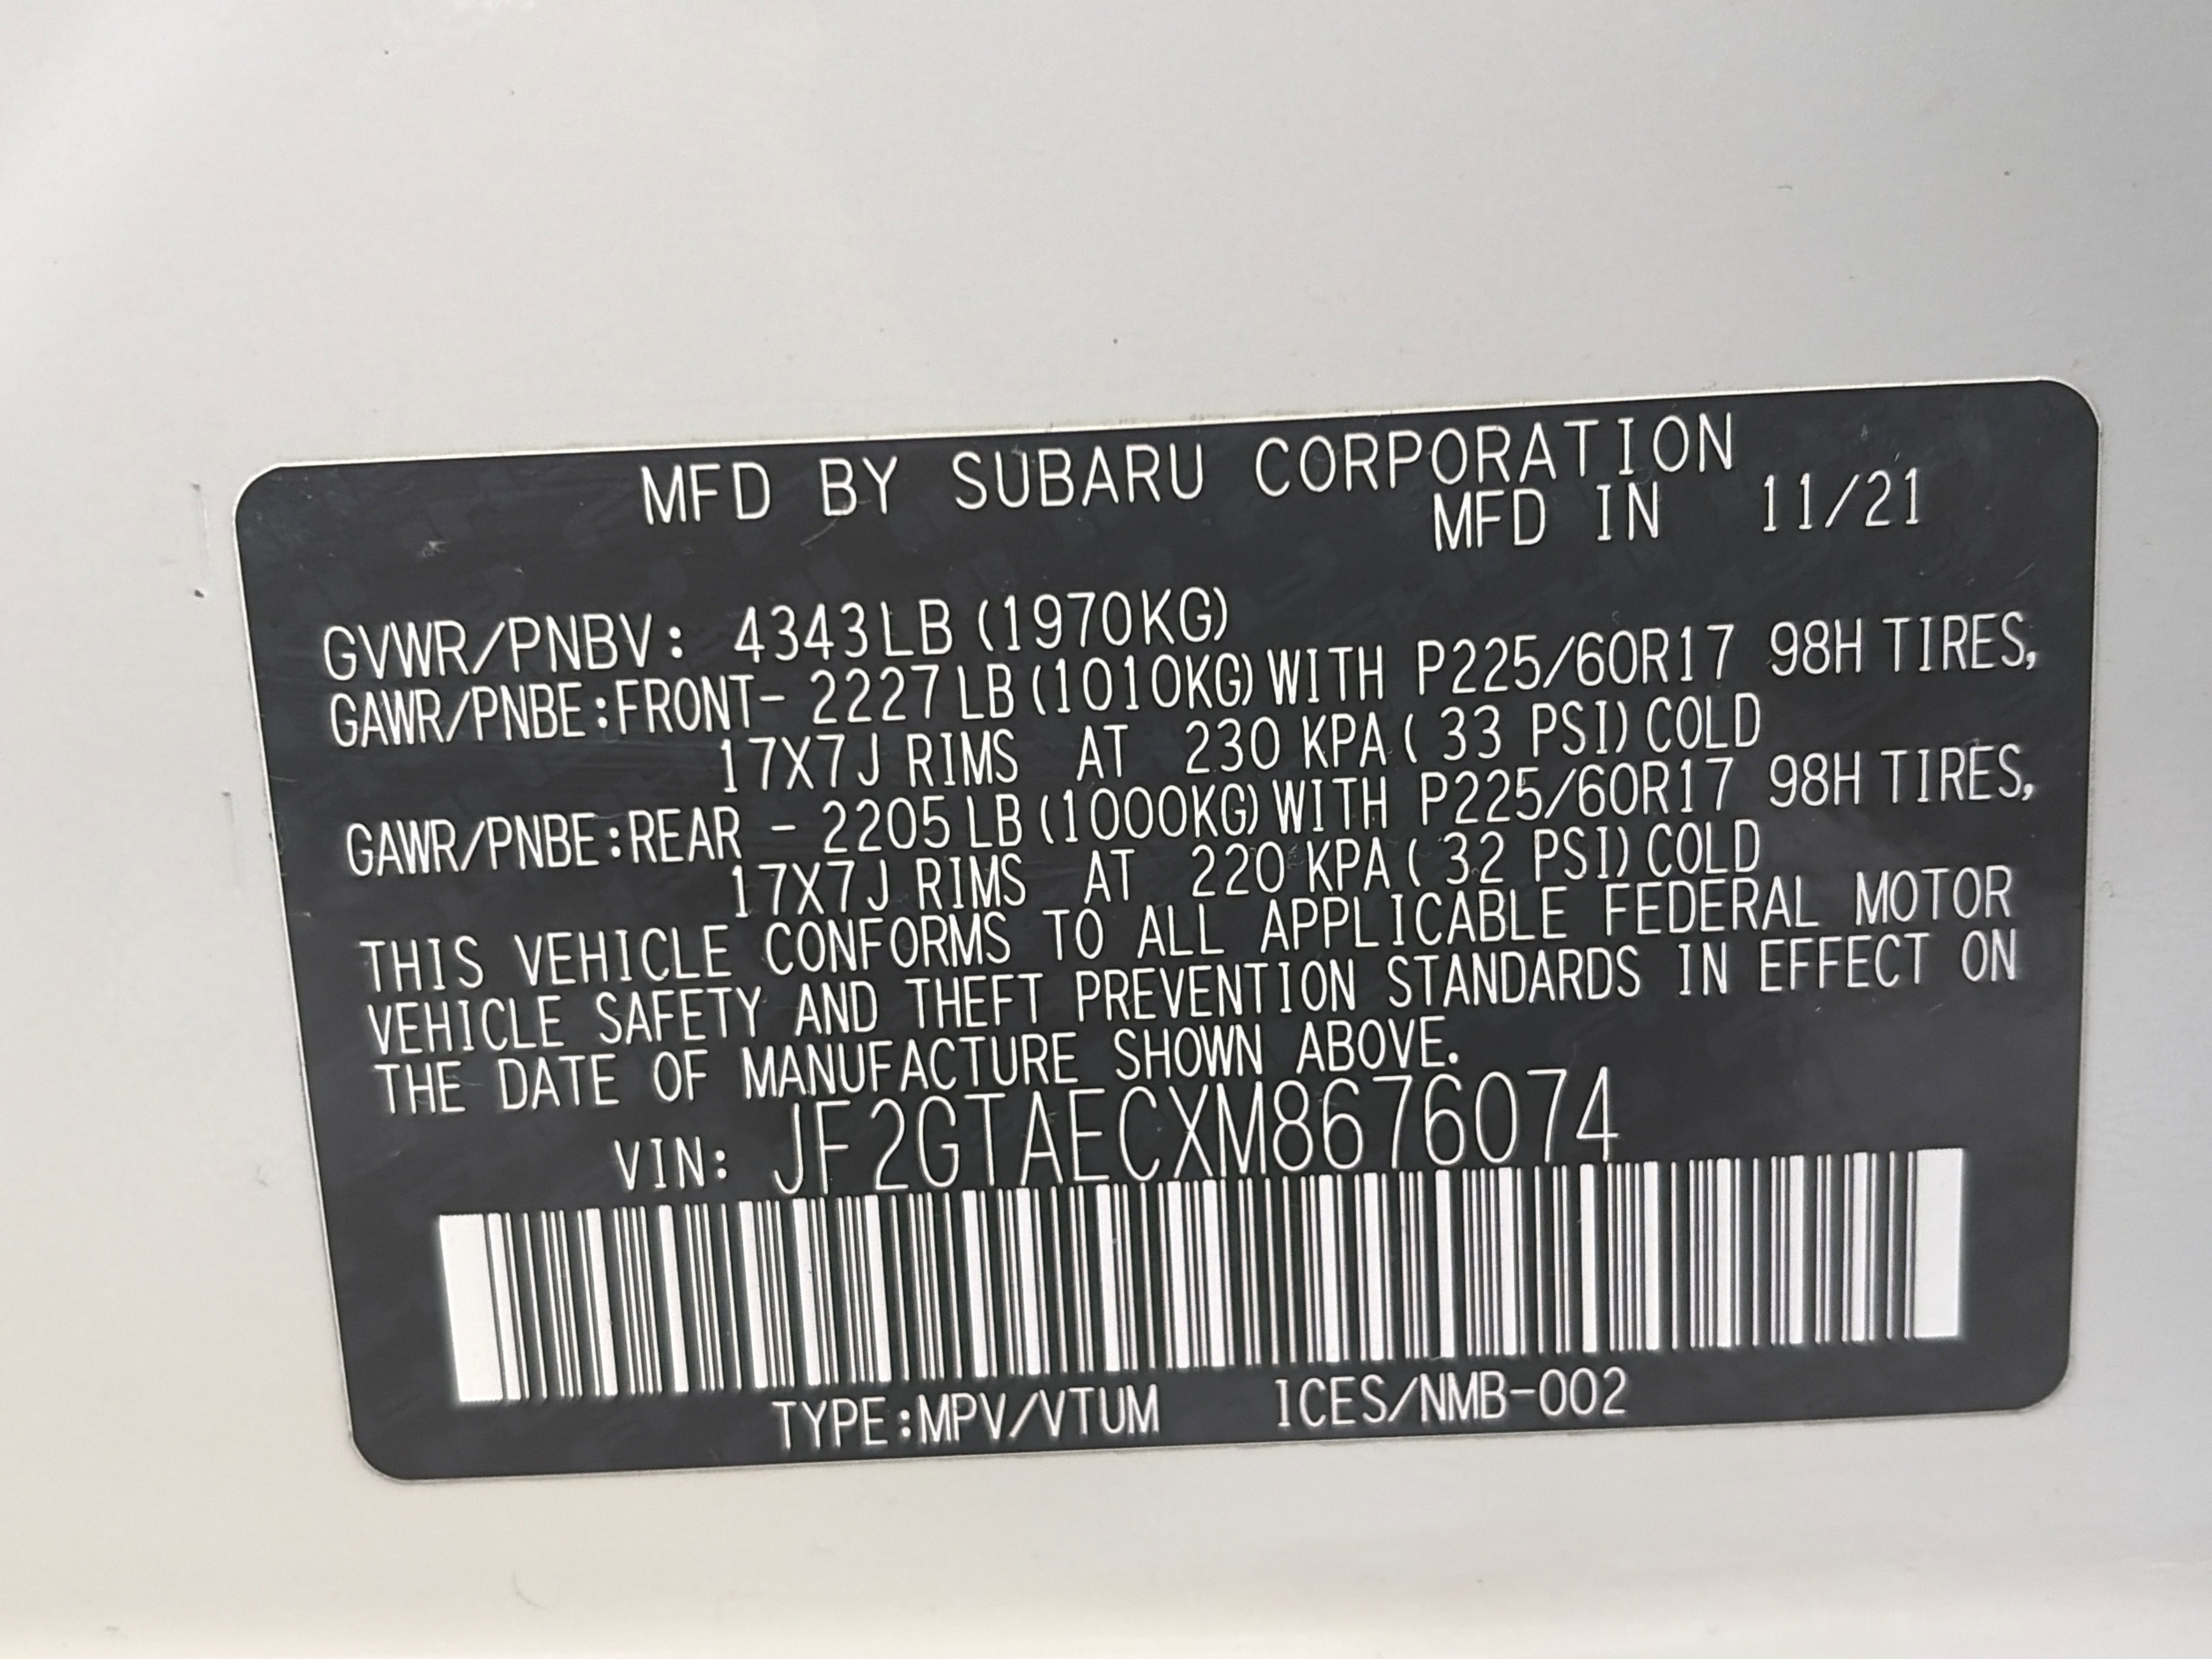 MFD BY SUBARU CORPORATION
MFD IN 11/21
GVWR/PNBV: 4343LB (1970KG)
GAWR/PNBE:FRONT- 2227LB (1010KG) WITH P225/60R17 98H TIRES,
17X7J RIMS AT 230 KPA ( 33 PSI) COLD
GAWR/PNBE:REAR - 2205LB (1000KG) WITH P225/60R17 98H TIRES,
17X7J RIMS AT 220 KPA ( 32 PSI) COLD
THIS VEHICLE CONFORMS TO ALL APPLICABLE FEDERAL MOTOR
VEHICLE SAFETY AND THEFT PREVENTION STANDARDS IN EFFECT ON
THE DATE OF MANUFACTURE SHOWN ABOVE.
VIN: JF2GTAECXM8676074
TYPE:MPV/VTUM ICES/NMB-002